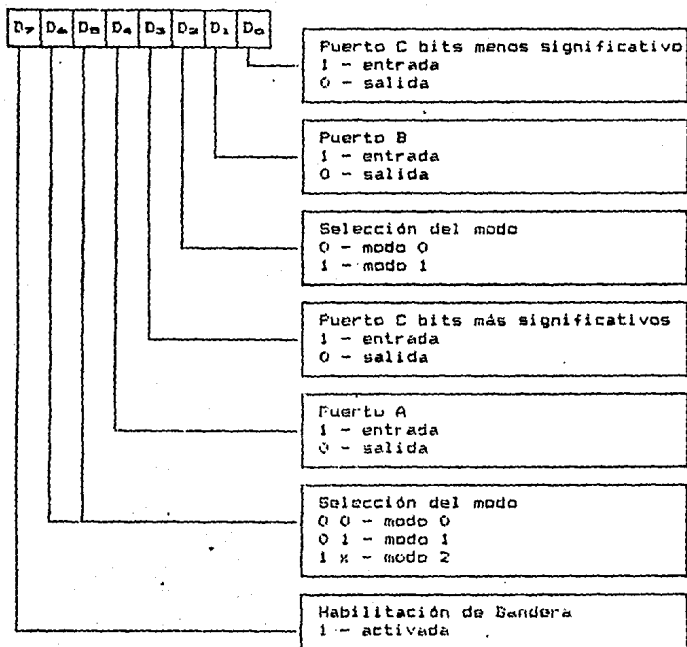 D7 D6 D5 D4 D3 D2 D1 D0
Puerto C bits menos significativo
1 - entrada
0 - salida
Puerto B
1 - entrada
0 - salida
Selección del modo
0 - modo 0
1 - modo 1
Puerto C bits más significativos
1 - entrada
0 - salida
Puerto A
1 - entrada
0 - salida
Selección del modo
0 0 - modo 0
0 1 - modo 1
1 x - modo 2
Habilitación de Bandera
1 - activada